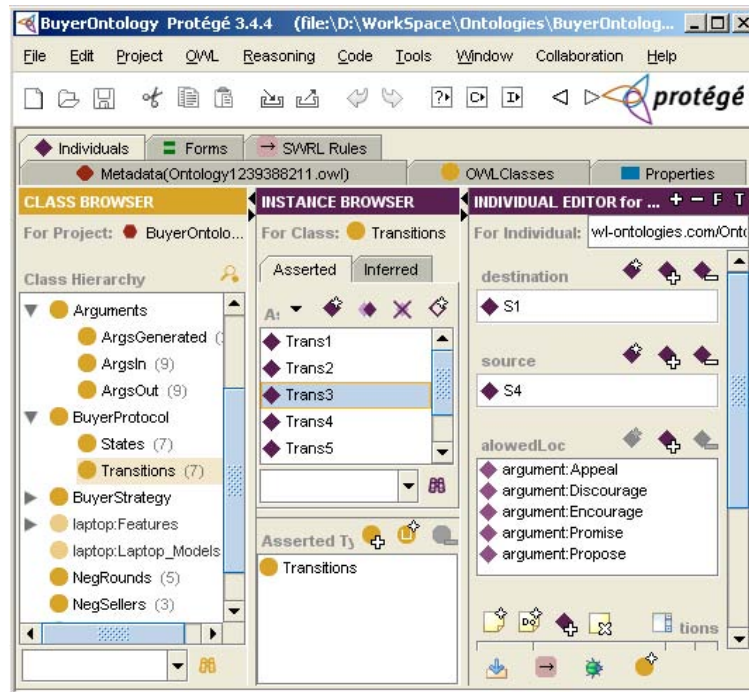 BuyerOntology Protégé 3.4.4 (file:\D:\WorkSpace\Ontologies\BuyerOntolog...
File Edit Project OWL Reasoning Code Tools Window Collaboration Help
protégé
Individuals Forms SWRL Rules
Metadata(Ontology1239388211.owl) OWLClasses Properties
CLASS BROWSER
For Project: BuyerOntolo...
Class Hierarchy
Arguments
ArgsGenerated (
ArgsIn (9)
ArgsOut (9)
BuyerProtocol
States (7)
Transitions (7)
BuyerStrategy
laptop:Features
laptop:Laptop_Models
NegRounds (5)
NegSellers (3)
INSTANCE BROWSER
For Class: Transitions
Asserted Inferred
Trans1
Trans2
Trans3
Trans4
Trans5
Asserted Ty
Transitions
INDIVIDUAL EDITOR for ... + − F T
For Individual: wl-ontologies.com/Onto
destination
S1
source
S4
alowedLoc
argument:Appeal
argument:Discourage
argument:Encourage
argument:Promise
argument:Propose
tions